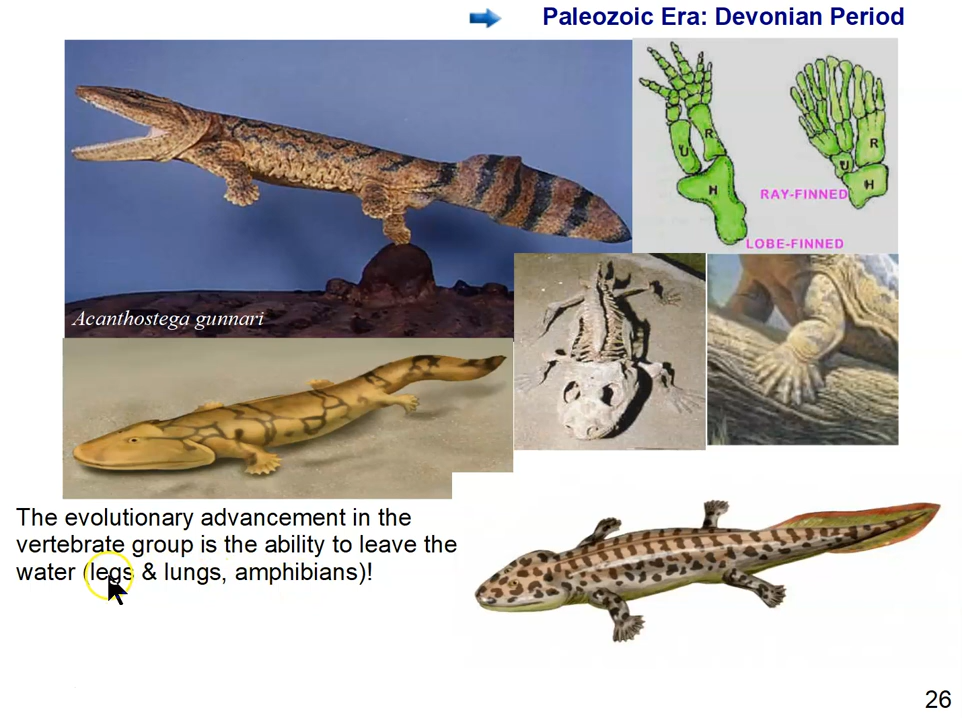 Paleozoic Era: Devonian Period
R
U
H
R
U
H
RAY-FINNED
LOBE-FINNED
Acanthostega gunnari
The evolutionary advancement in the
vertebrate group is the ability to leave the
water (legs & lungs, amphibians)!
26